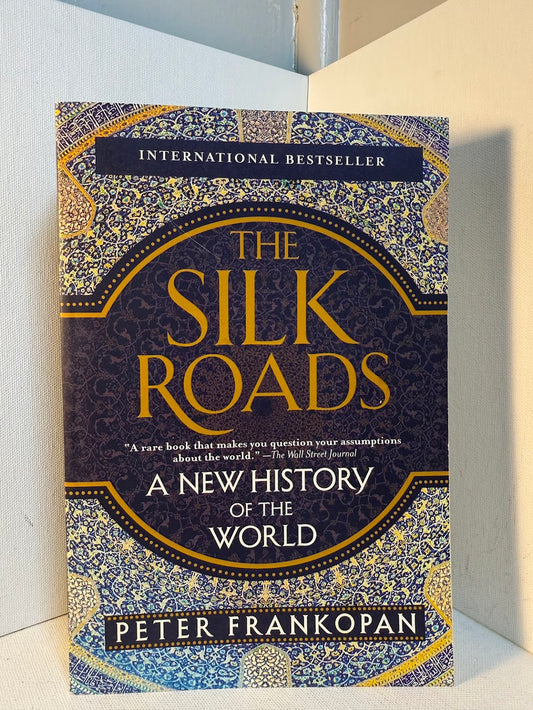 INTERNATIONAL BESTSELLER
THE
SILK
ROADS
"A rare book that makes you question your assumptions
about the world." —The Wall Street Journal
A NEW HISTORY
OF THE
WORLD
PETER FRANKOPAN